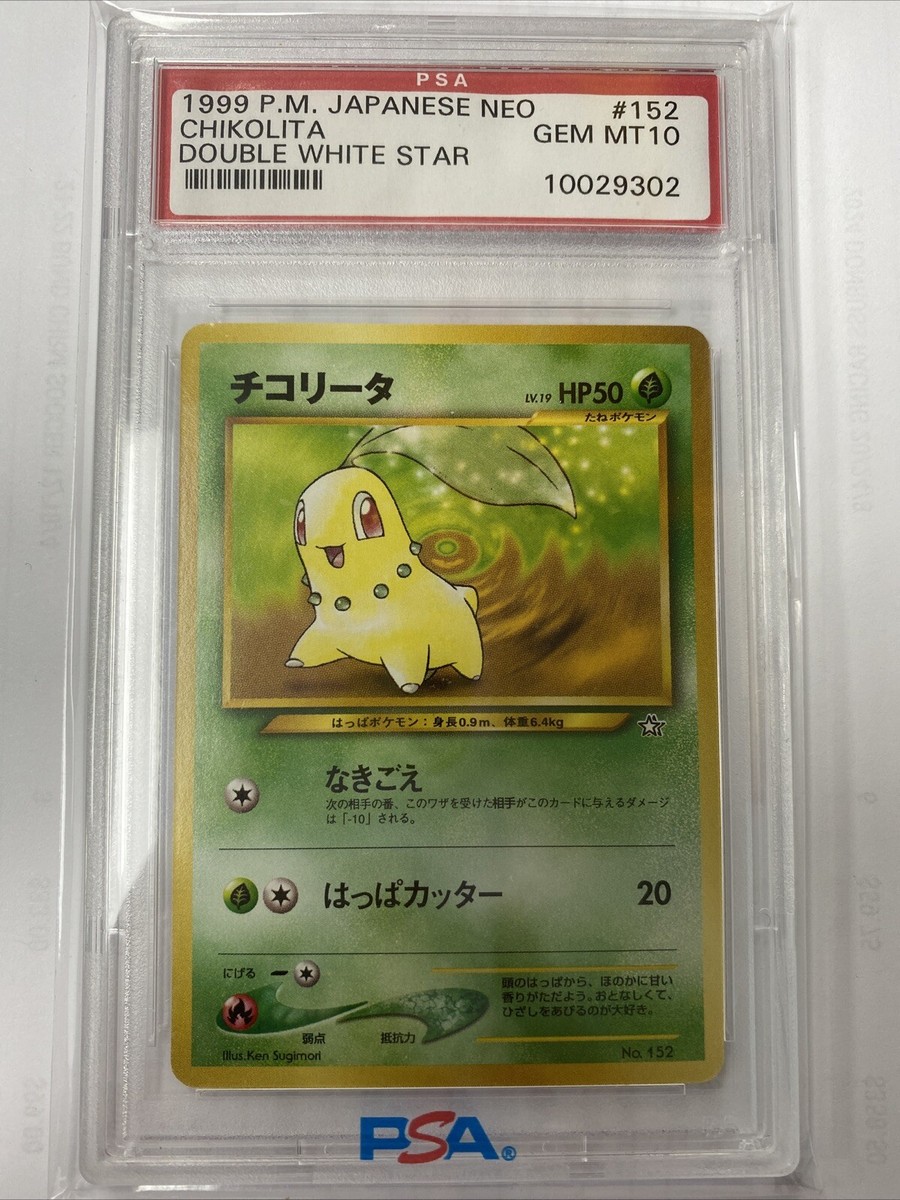 PSA
1999 P.M. JAPANESE NEO #152
CHIKOLITA GEM MT10
DOUBLE WHITE STAR
10029302
チコリータ LV.19 HP50
たねポケモン
はっぱポケモン：身長0.9m、体重6.4kg
なきごえ
次の相手の番、このワザを受けた相手がこのカードに与えるダメージ
は「-10」される。
はっぱカッター 20
にげる
頭のはっぱから、ほのかに甘い
香りがただよう。おとなしくて、
ひざしをあびるのが大好き。
弱点 抵抗力
Illus.Ken Sugimori No. 152
PSA®